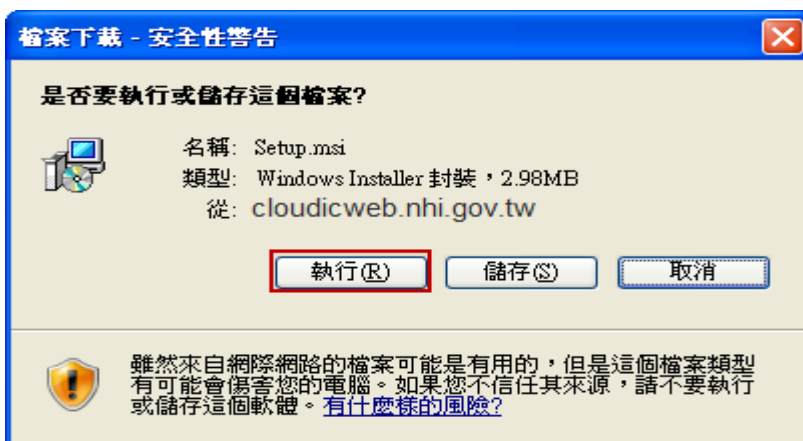 檔案下載 - 安全性警告
是否要執行或儲存這個檔案?
名稱: Setup.msi
類型: Windows Installer 封裝，2.98MB
從: cloudicweb.nhi.gov.tw
執行(R) 儲存(S) 取消
雖然來自網際網路的檔案可能是有用的，但是這個檔案類型
有可能會傷害您的電腦。如果您不信任其來源，請不要執行
或儲存這個軟體。有什麼樣的風險?